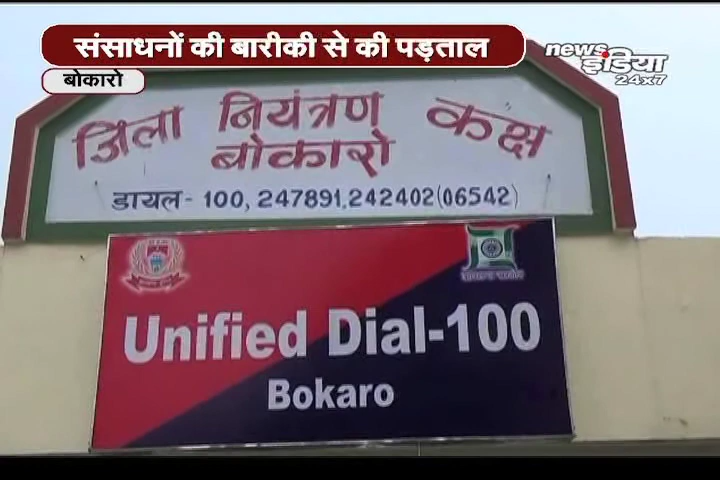 संसाधनों की बारीकी से की पड़ताल
बोकारो
news इंडिया 24x7
जिला नियंत्रण कक्ष
बोकारो
डायल- 100, 247891,242402(06542)
Unified Dial-100
Bokaro